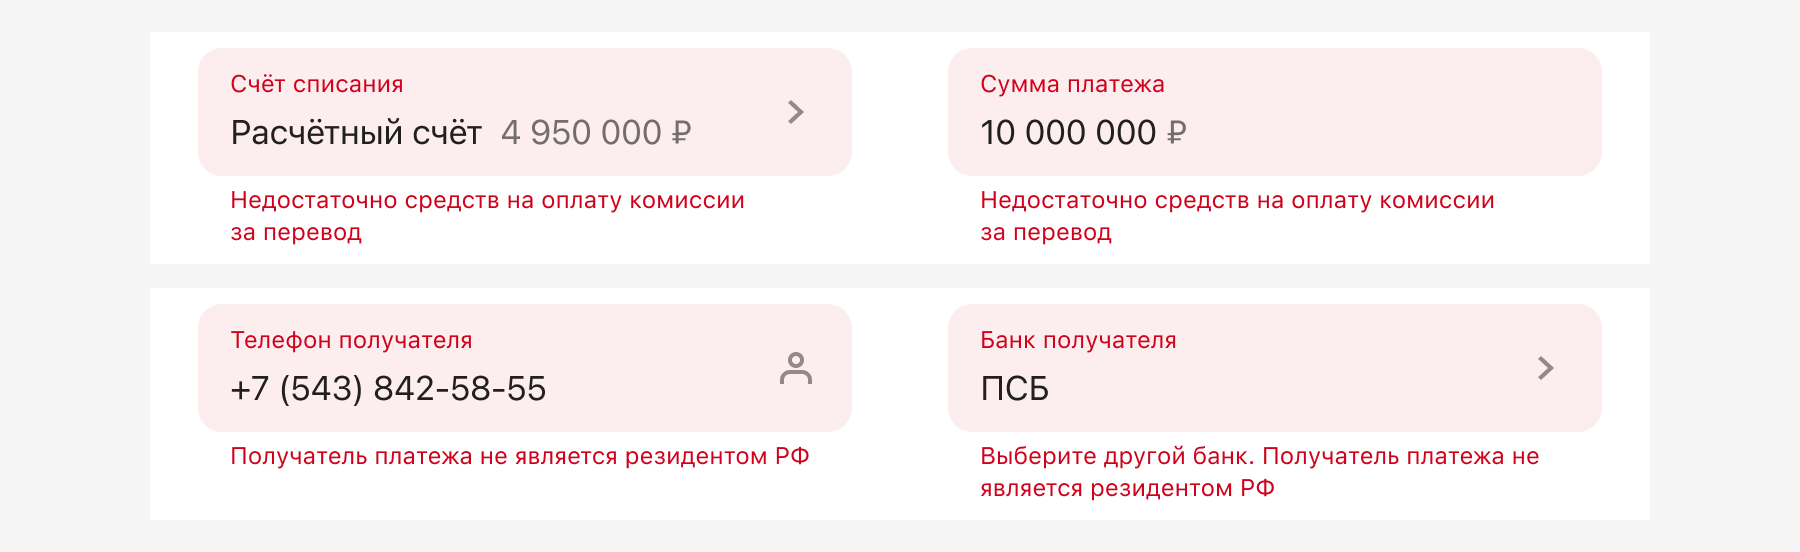 Счёт списания
Расчётный счёт 4 950 000 ₽
Недостаточно средств на оплату комиссии
за перевод
Сумма платежа
10 000 000 ₽
Недостаточно средств на оплату комиссии
за перевод
Телефон получателя
+7 (543) 842-58-55
Получатель платежа не является резидентом РФ
Банк получателя
ПСБ
Выберите другой банк. Получатель платежа не
является резидентом РФ